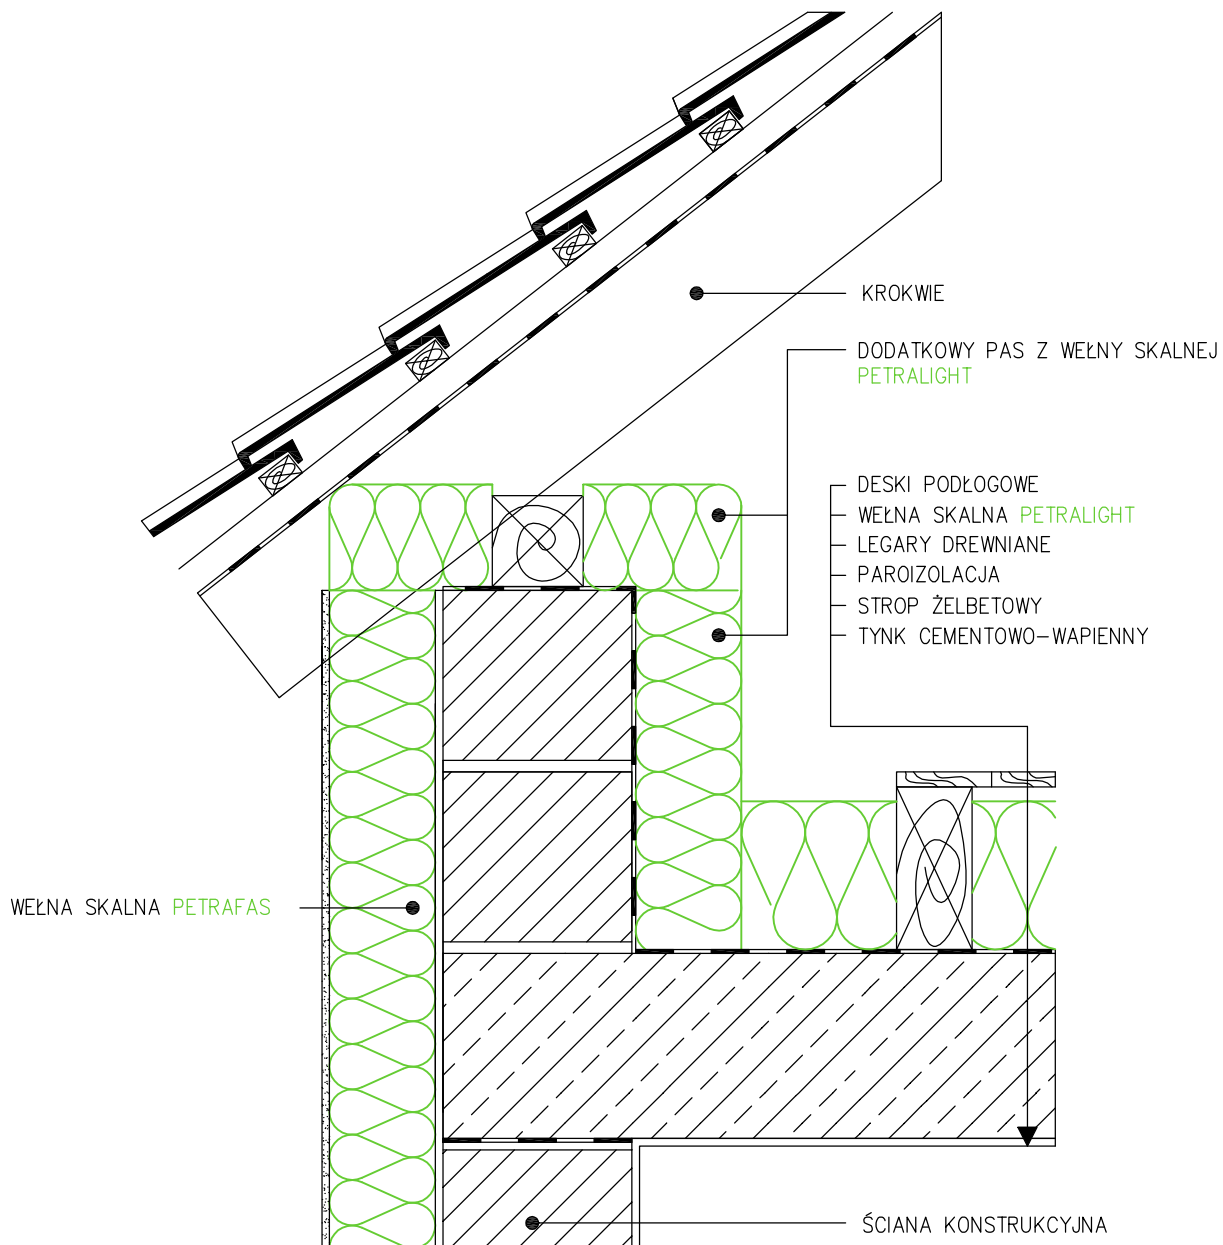 KROKWIE
DODATKOWY PAS Z WEŁNY SKALNEJ
PETRALIGHT
DESKI PODŁOGOWE
WEŁNA SKALNA PETRALIGHT
LEGARY DREWNIANE
PAROIZOLACJA
STROP ŻELBETOWY
TYNK CEMENTOWO-WAPIENNY
WEŁNA SKALNA PETRAFAS
ŚCIANA KONSTRUKCYJNA